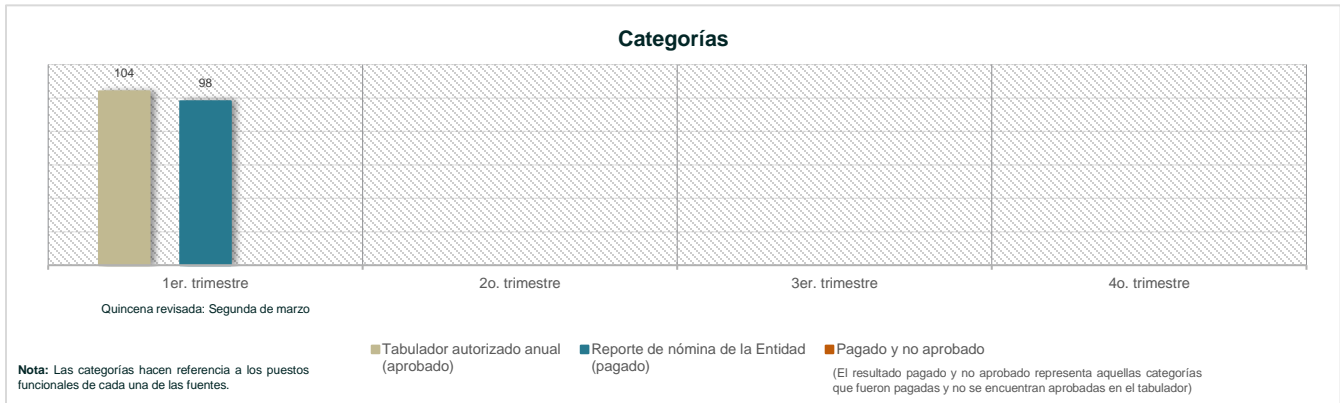 Categorías
104
98
1er. trimestre
2o. trimestre
3er. trimestre
4o. trimestre
Quincena revisada: Segunda de marzo
Tabulador autorizado anual
(aprobado)
Reporte de nómina de la Entidad
(pagado)
Pagado y no aprobado
(El resultado pagado y no aprobado representa aquellas categorías
que fueron pagadas y no se encuentran aprobadas en el tabulador)
Nota: Las categorías hacen referencia a los puestos
funcionales de cada una de las fuentes.